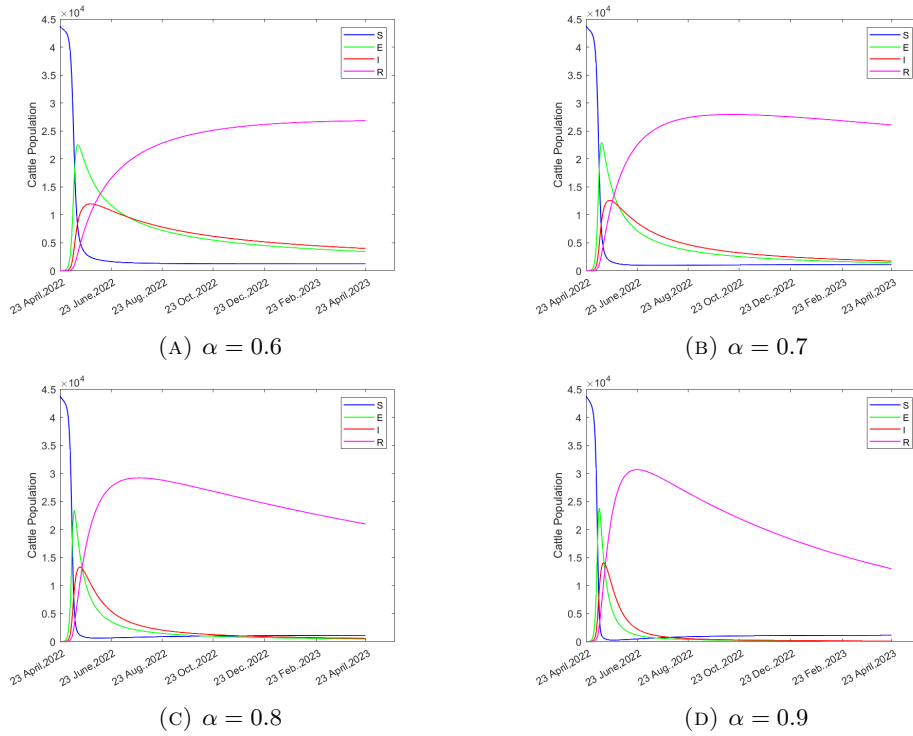 ×10⁴
4.5
4
3.5
3
2.5
2
1.5
1
0.5
0
Cattle Population
S
E
I
R
23 April,2022
23 June,2022
23 Aug.,2022
23 Oct.,2022
23 Dec.,2022
23 Feb.,2023
23 April,2023
(A) α = 0.6
×10⁴
4.5
4
3.5
3
2.5
2
1.5
1
0.5
0
Cattle Population
S
E
I
R
23 April,2022
23 June,2022
23 Aug.,2022
23 Oct.,2022
23 Dec.,2022
23 Feb.,2023
23 April,2023
(B) α = 0.7
×10⁴
4.5
4
3.5
3
2.5
2
1.5
1
0.5
0
Cattle Population
S
E
I
R
23 April,2022
23 June,2022
23 Aug.,2022
23 Oct.,2022
23 Dec.,2022
23 Feb.,2023
23 April,2023
(C) α = 0.8
×10⁴
4.5
4
3.5
3
2.5
2
1.5
1
0.5
0
Cattle Population
S
E
I
R
23 April,2022
23 June,2022
23 Aug.,2022
23 Oct.,2022
23 Dec.,2022
23 Feb.,2023
23 April,2023
(D) α = 0.9